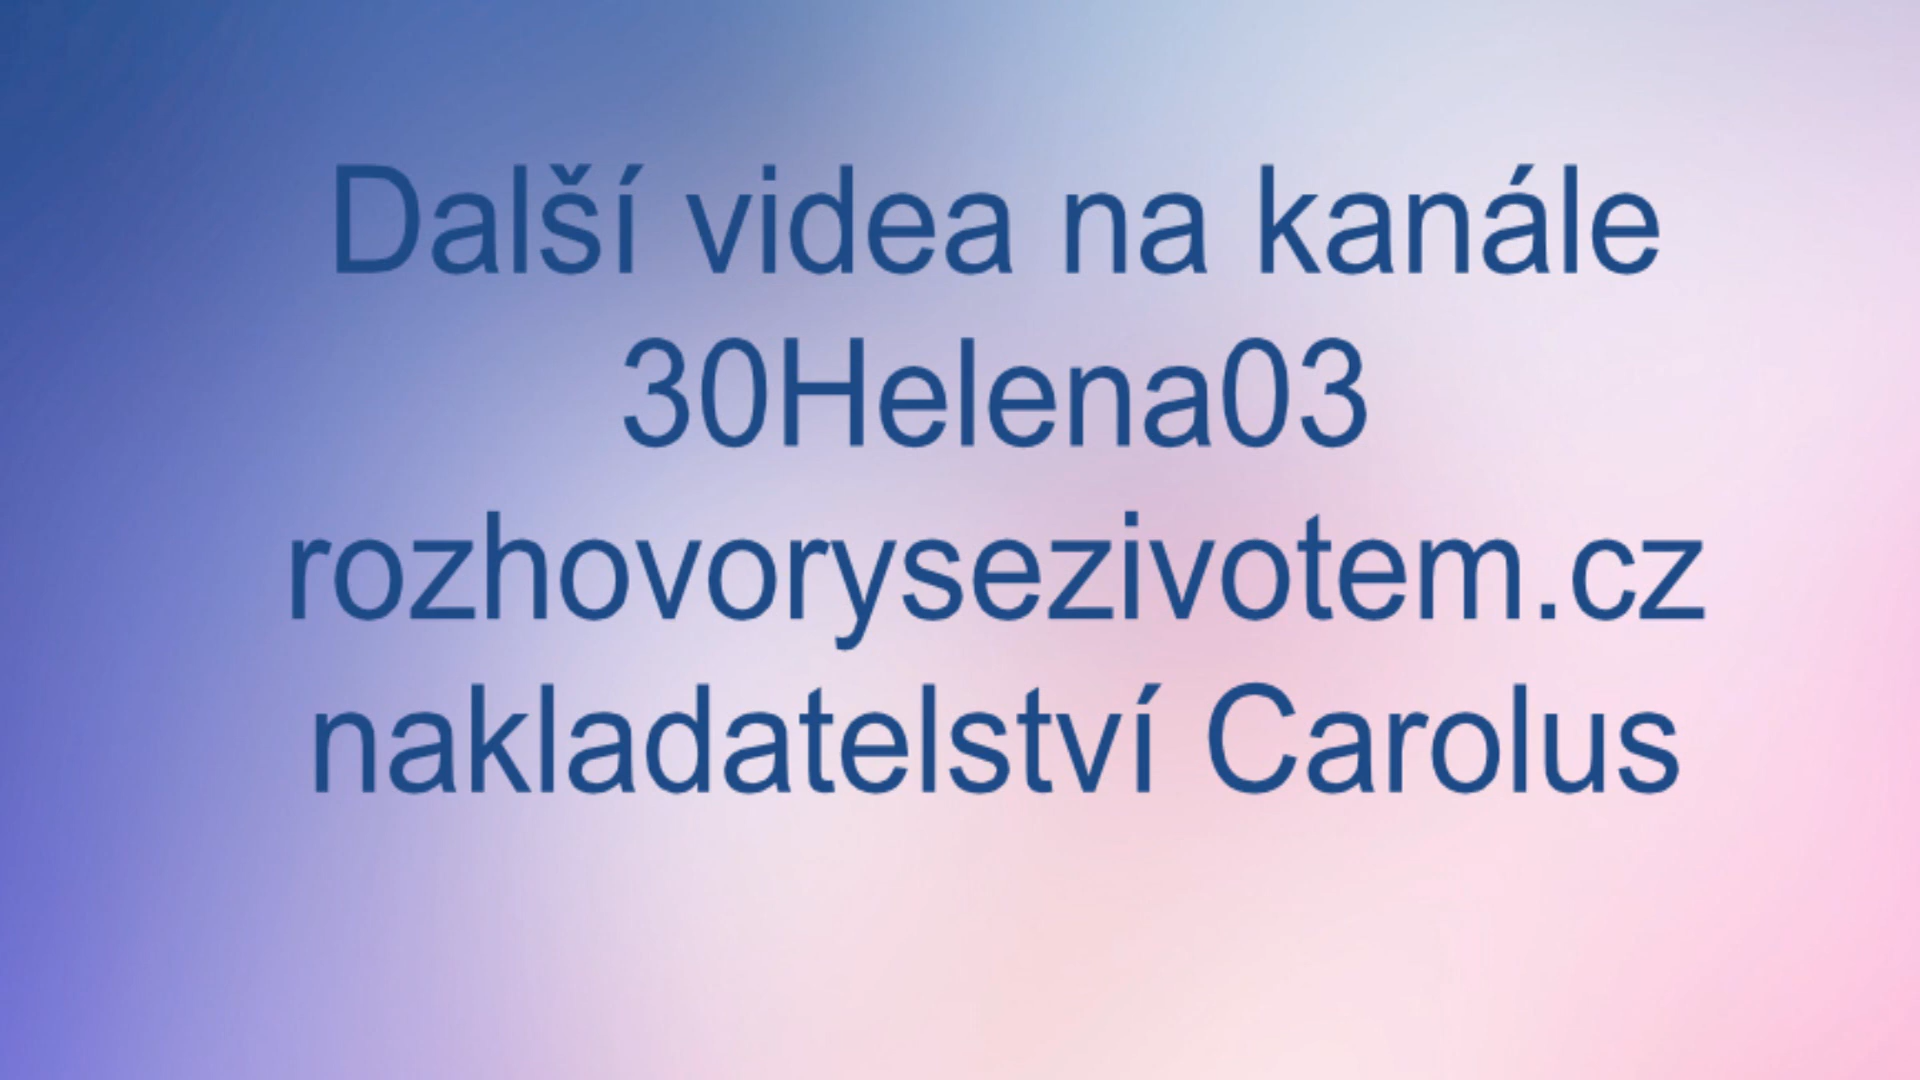 Další videa na kanále
30Helena03
rozhovorysezivotem.cz
nakladatelství Carolus